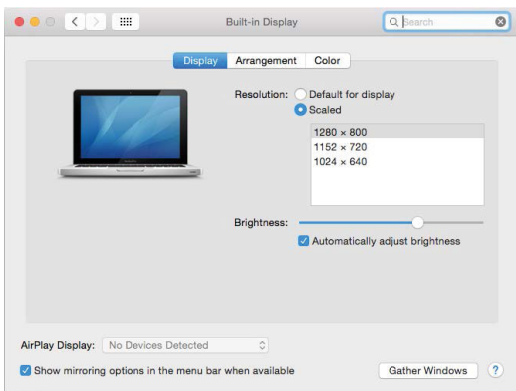 Built-in Display
Search
Display Arrangement Color
Resolution: Default for display
Scaled
1280 × 800
1152 × 720
1024 × 640
Brightness:
Automatically adjust brightness
AirPlay Display: No Devices Detected
Show mirroring options in the menu bar when available
Gather Windows ?